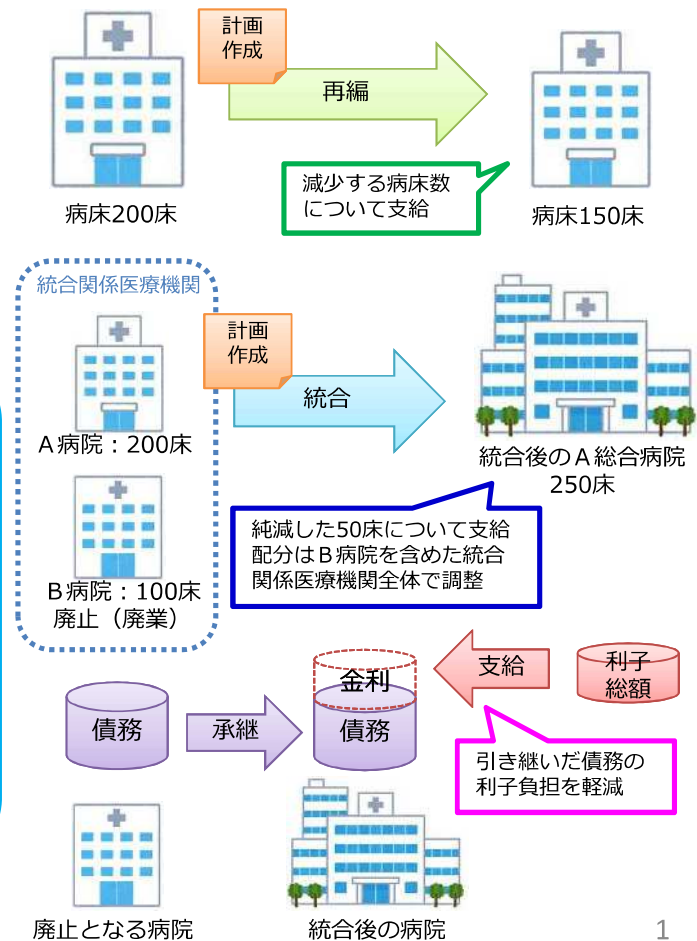 計画
作成
再編
減少する病床数
について支給
病床200床
病床150床
統合関係医療機関
計画
作成
統合
A病院：200床
統合後のA総合病院
250床
B病院：100床
廃止（廃業）
純減した50床について支給
配分はB病院を含めた統合
関係医療機関全体で調整
債務
承継
金利
債務
支給
利子
総額
引き継いだ債務の
利子負担を軽減
廃止となる病院
統合後の病院
1